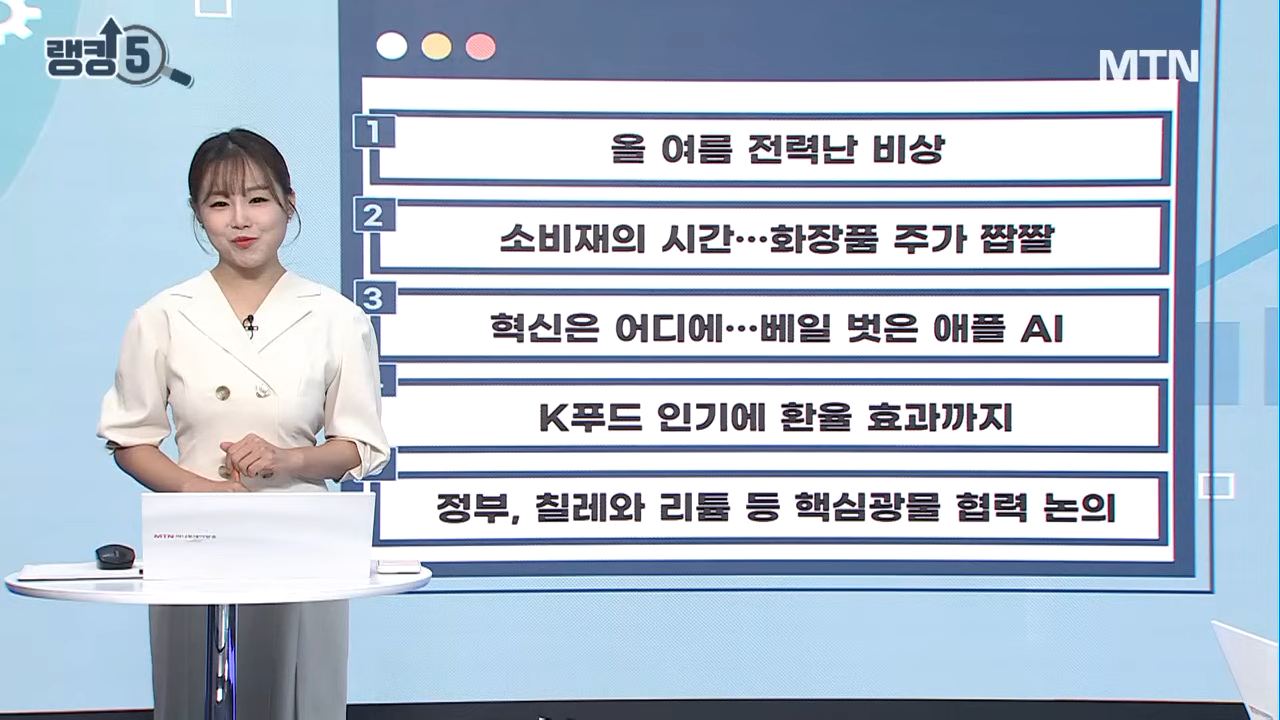 랭킹5
MTN
1
올 여름 전력난 비상
2
소비재의 시간…화장품 주가 짭짤
3
혁신은 어디에…베일 벗은 애플 AI
K푸드 인기에 환율 효과까지
정부, 칠레와 리튬 등 핵심광물 협력 논의
MTN